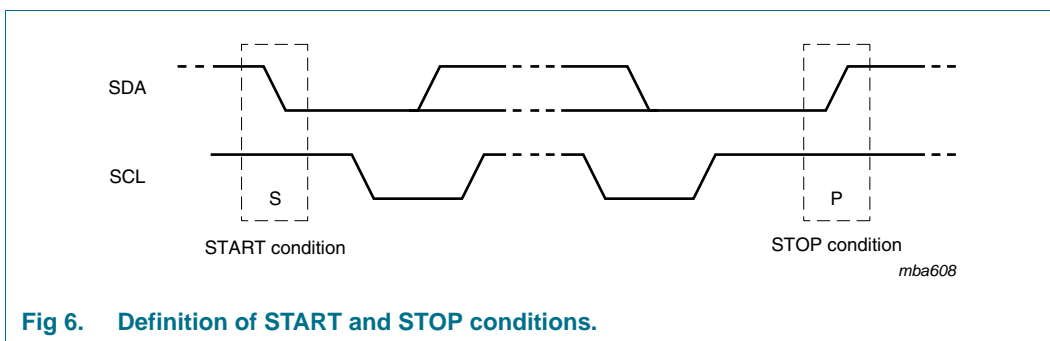 SDA
SCL
S
P
START condition
STOP condition
mba608
Fig 6. Definition of START and STOP conditions.